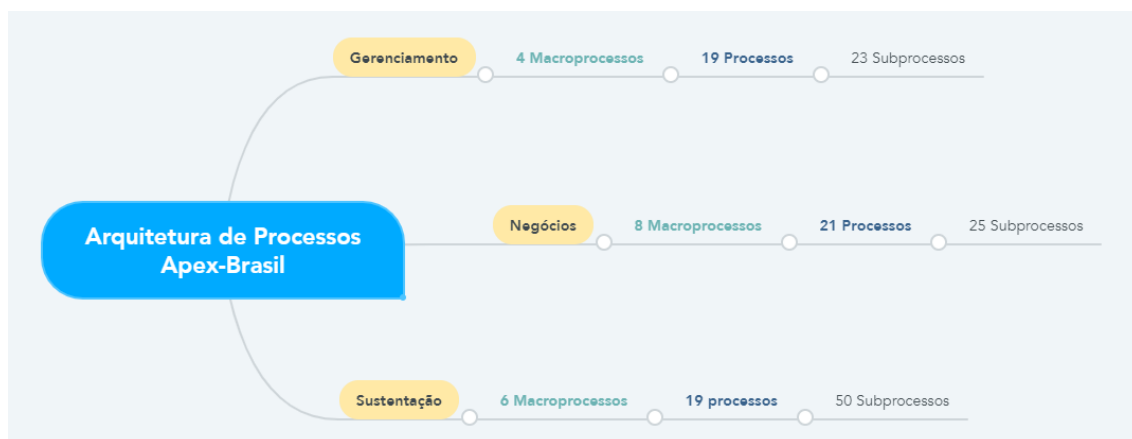 Gerenciamento 4 Macroprocessos 19 Processos 23 Subprocessos
Arquitetura de Processos
Apex-Brasil
Negócios 8 Macroprocessos 21 Processos 25 Subprocessos
Sustentação 6 Macroprocessos 19 processos 50 Subprocessos